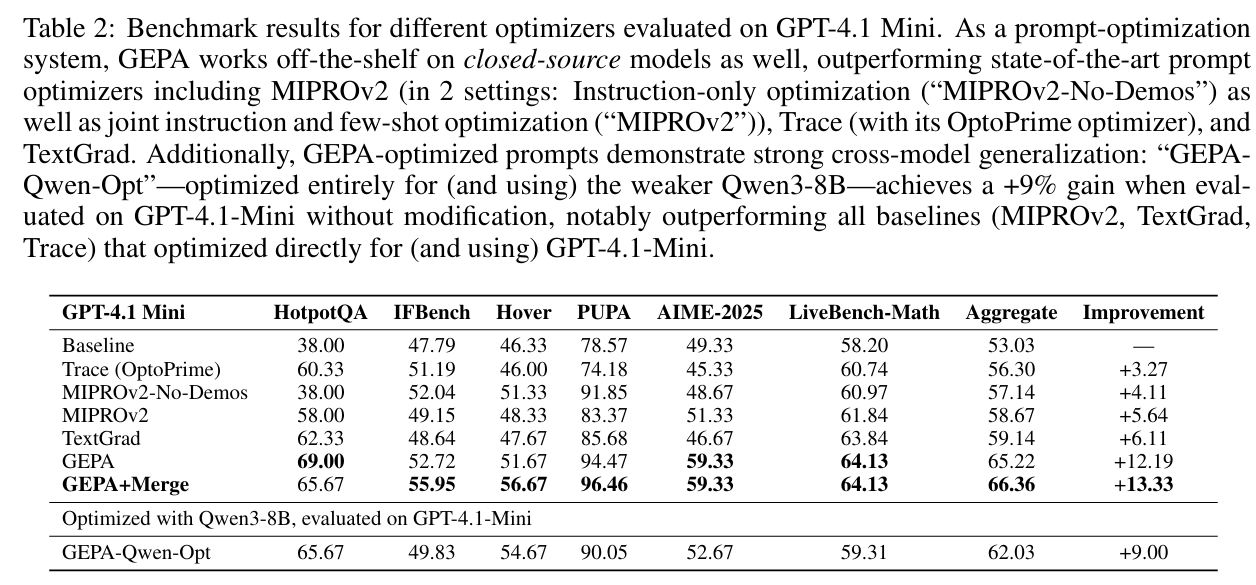 Table 2: Benchmark results for different optimizers evaluated on GPT-4.1 Mini. As a prompt-optimization
system, GEPA works off-the-shelf on closed-source models as well, outperforming state-of-the-art prompt
optimizers including MIPROv2 (in 2 settings: Instruction-only optimization (“MIPROv2-No-Demos”) as
well as joint instruction and few-shot optimization (“MIPROv2”)), Trace (with its OptoPrime optimizer), and
TextGrad. Additionally, GEPA-optimized prompts demonstrate strong cross-model generalization: “GEPA-
Qwen-Opt”—optimized entirely for (and using) the weaker Qwen3-8B—achieves a +9% gain when eval-
uated on GPT-4.1-Mini without modification, notably outperforming all baselines (MIPROv2, TextGrad,
Trace) that optimized directly for (and using) GPT-4.1-Mini.
GPT-4.1 Mini HotpotQA IFBench Hover PUPA AIME-2025 LiveBench-Math Aggregate Improvement
Baseline 38.00 47.79 46.33 78.57 49.33 58.20 53.03 —
Trace (OptoPrime) 60.33 51.19 46.00 74.18 45.33 60.74 56.30 +3.27
MIPROv2-No-Demos 38.00 52.04 51.33 91.85 48.67 60.97 57.14 +4.11
MIPROv2 58.00 49.15 48.33 83.37 51.33 61.84 58.67 +5.64
TextGrad 62.33 48.64 47.67 85.68 46.67 63.84 59.14 +6.11
GEPA 69.00 52.72 51.67 94.47 59.33 64.13 65.22 +12.19
GEPA+Merge 65.67 55.95 56.67 96.46 59.33 64.13 66.36 +13.33
Optimized with Qwen3-8B, evaluated on GPT-4.1-Mini
GEPA-Qwen-Opt 65.67 49.83 54.67 90.05 52.67 59.31 62.03 +9.00